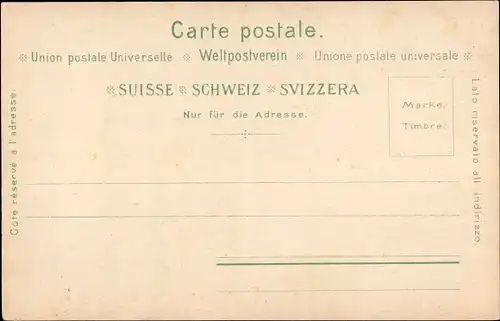 Carte postale.
Union postale Universelle Weltpostverein Unione postale universale
SUISSE SCHWEIZ SVIZZERA
Nur für die Adresse.
Marke
Timbre
Côté réservé à l'adresse.
Lato riservato all indirizzo.